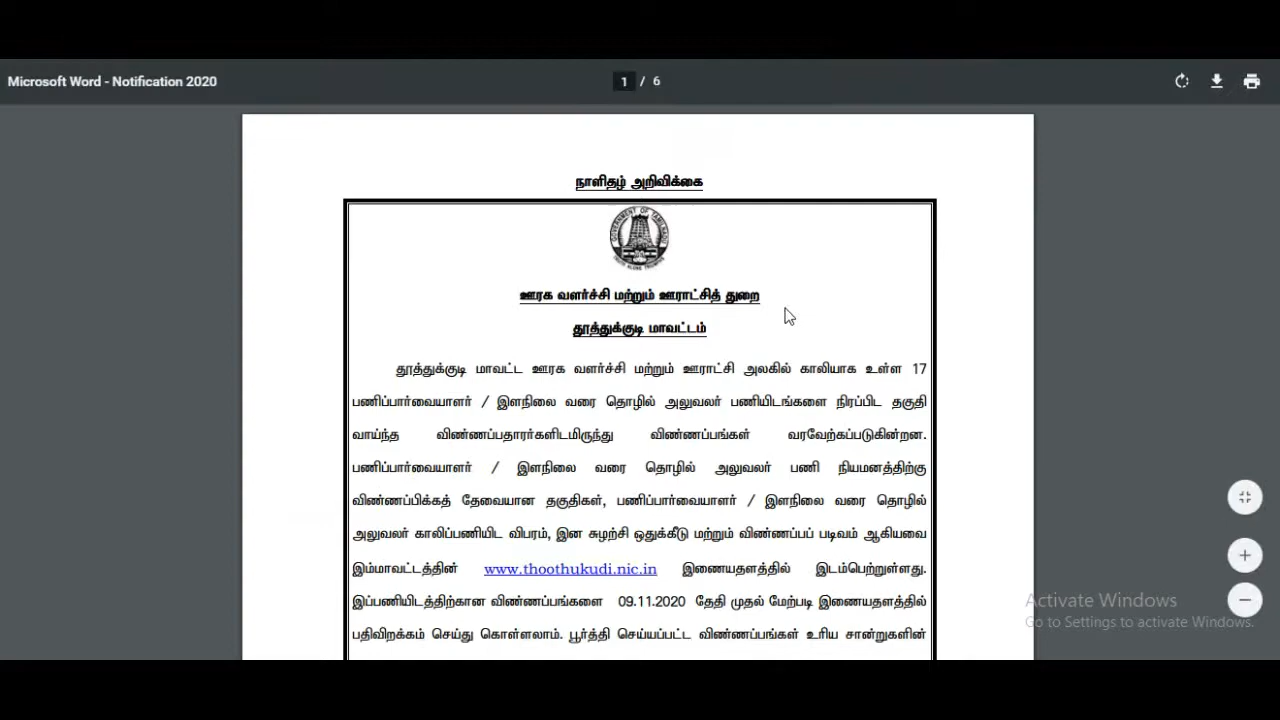 Microsoft Word - Notification 2020
1 / 6
நாளிதழ் அறிவிக்கை
GOVERNMENT OF TAMILNADU
ஊரக வளர்ச்சி மற்றும் ஊராட்சித் துறை
தூத்துக்குடி மாவட்டம்
தூத்துக்குடி மாவட்ட ஊரக வளர்ச்சி மற்றும் ஊராட்சி அலகில் காலியாக உள்ள 17
பணிப்பார்வையாளர் / இளநிலை வரை தொழில் அலுவலர் பணியிடங்களை நிரப்பிட தகுதி
வாய்ந்த விண்ணப்பதாரர்களிடமிருந்து விண்ணப்பங்கள் வரவேற்கப்படுகின்றன.
பணிப்பார்வையாளர் / இளநிலை வரை தொழில் அலுவலர் பணி நியமனத்திற்கு
விண்ணப்பிக்கத் தேவையான தகுதிகள், பணிப்பார்வையாளர் / இளநிலை வரை தொழில்
அலுவலர் காலிப்பணியிட விபரம், இன சுழற்சி ஒதுக்கீடு மற்றும் விண்ணப்பப் படிவம் ஆகியவை
இம்மாவட்டத்தின் www.thoothukudi.nic.in இணையதளத்தில் இடம்பெற்றுள்ளது.
இப்பணியிடத்திற்கான விண்ணப்பங்களை 09.11.2020 தேதி முதல் மேற்படி இணையதளத்தில்
பதிவிறக்கம் செய்து கொள்ளலாம். பூர்த்தி செய்யப்பட்ட விண்ணப்பங்கள் உரிய சான்றுகளின்
Activate Windows
Go to Settings to activate Windows.